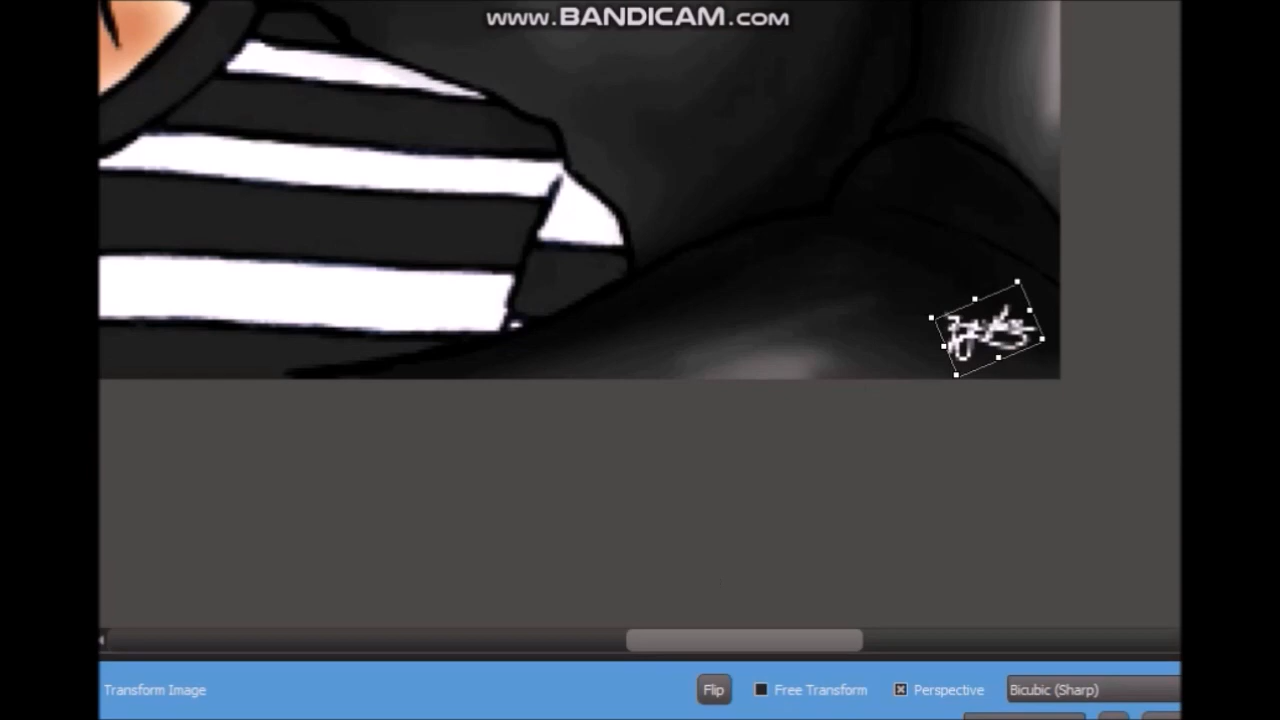 www.BANDICAM.com
Transform Image
Flip
Free Transform
Perspective
Bicubic (Sharp)